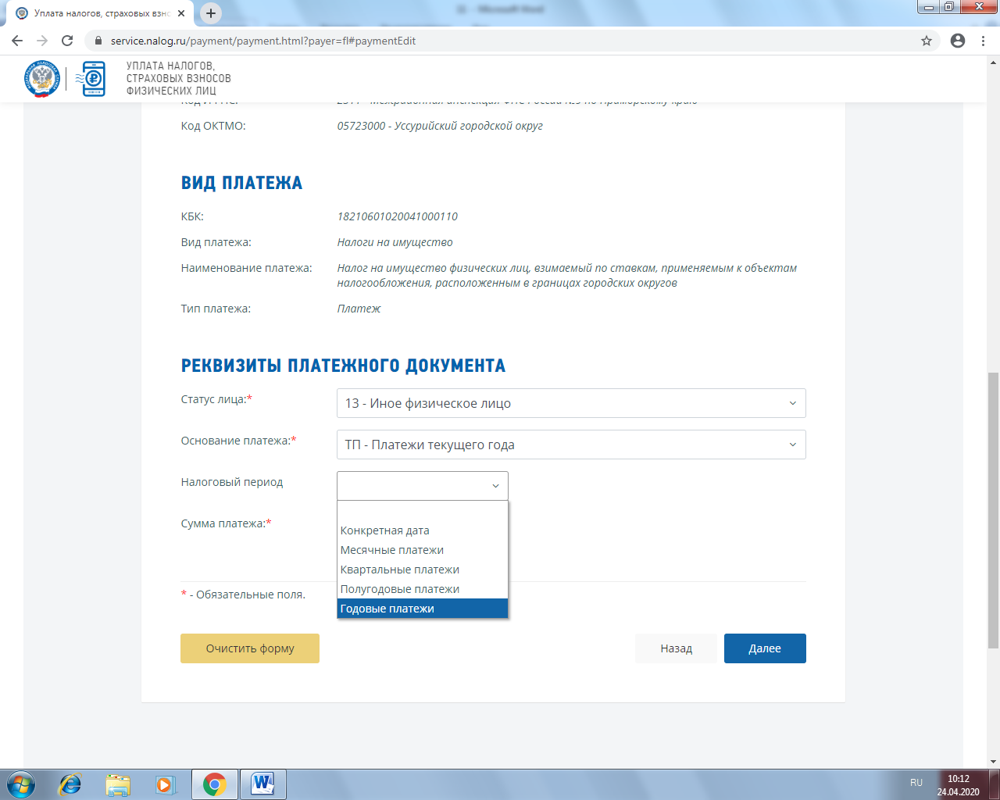 Уплата налогов, страховых взно
service.nalog.ru/payment/payment.html?payer=fl#paymentEdit
УПЛАТА НАЛОГОВ,
СТРАХОВЫХ ВЗНОСОВ
ФИЗИЧЕСКИХ ЛИЦ
Код ОКТМО: 05723000 - Уссурийский городской округ
ВИД ПЛАТЕЖА
КБК: 18210601020041000110
Вид платежа: Налоги на имущество
Наименование платежа: Налог на имущество физических лиц, взимаемый по ставкам, применяемым к объектам
налогообложения, расположенным в границах городских округов
Тип платежа: Платеж
РЕКВИЗИТЫ ПЛАТЕЖНОГО ДОКУМЕНТА
Статус лица:* 13 - Иное физическое лицо
Основание платежа:* ТП - Платежи текущего года
Налоговый период
Сумма платежа:*
Конкретная дата
Месячные платежи
Квартальные платежи
Полугодовые платежи
Годовые платежи
* - Обязательные поля.
Очистить форму
Назад
Далее
RU
10:12
24.04.2020